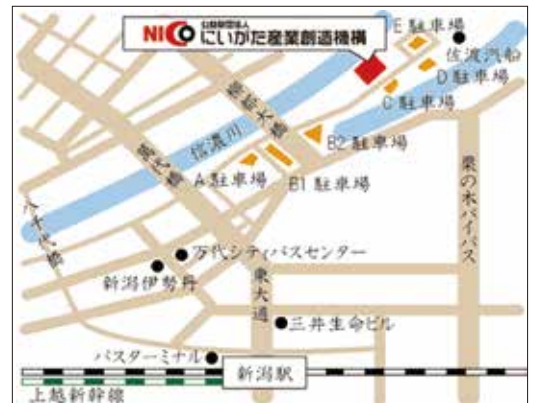 公益財団法人
NICO にいがた産業創造機構
E 駐車場
佐渡汽船
D 駐車場
C 駐車場
柳都大橋
信濃川
B2 駐車場
萬代橋
A 駐車場
B1 駐車場
栗の木バイパス
八千代橋
万代シティバスセンター
新潟伊勢丹
東大通
三井生命ビル
バスターミナル
新潟駅
上越新幹線